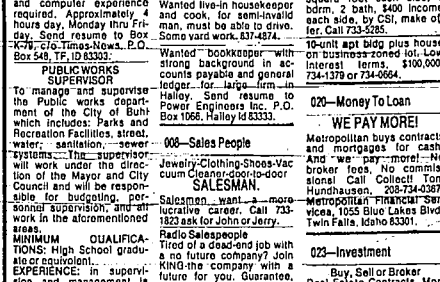 and computer experience
required. Approximately 4
hours day, Monday thru Fri-
day. Send resume to Box
K-79, c/o Times-News, P.O.
Box 548, TF, ID 83303.
PUBLIC WORKS
SUPERVISOR
To manage and supervise
the Public works depart-
ment of the City of Buhl
which includes: Parks and
Recreation Facilities, street,
water, sanitation, sewer
systems. The supervisor
will work under the direc-
tion of the Mayor and City
Council and will be respon-
sible for budgeting, per-
sonnel supervision, and all
work in the aforementioned
areas.
MINIMUM QUALIFICA-
TIONS: High School gradu-
ate or equivalent.
EXPERIENCE: in supervi-
Wanted live-in housekeeper
and cook, for semi-invalid
man, must be able to drive.
Some yard work. 837-4874.
Wanted bookkeeper with
strong background in ac-
counts payable and general
ledger for large firm in
Hailey. Send resume to
Power Engineers Inc. P.O.
Box 1066, Hailey Id 83333.
008—Sales People
Jewelry-Clothing-Shoes-Vac
cuum Cleaner-door-to-door
SALESMAN.
Salesmen want a more
lucrative career. Call 733-
1823 ask for John or Jerry.
Radio Salespeople
Tired of a dead-end job with
a no future company? Join
KING-the company with a
future for you. Guarantee,
bdrm, 2 bath, $400 income
each side, by CSI, make of-
fer. Call 733-5285.
10-unit apt bldg plus house
on business zoned lot. Low
interest terms, $100,000
734-1379 or 734-0664.
020—Money To Loan
WE PAY MORE!
Metropolitan buys contracts
and mortgages for cash.
And we pay more! No
broker fees, No commis-
sions! Call Collect! Tom
Hundhausen, 208-734-0387
Metropolitan Financial Ser-
vices, 1055 Blue Lakes Blvd
Twin Falls, Idaho 83301.
023—Investment
Buy, Sell or Broker